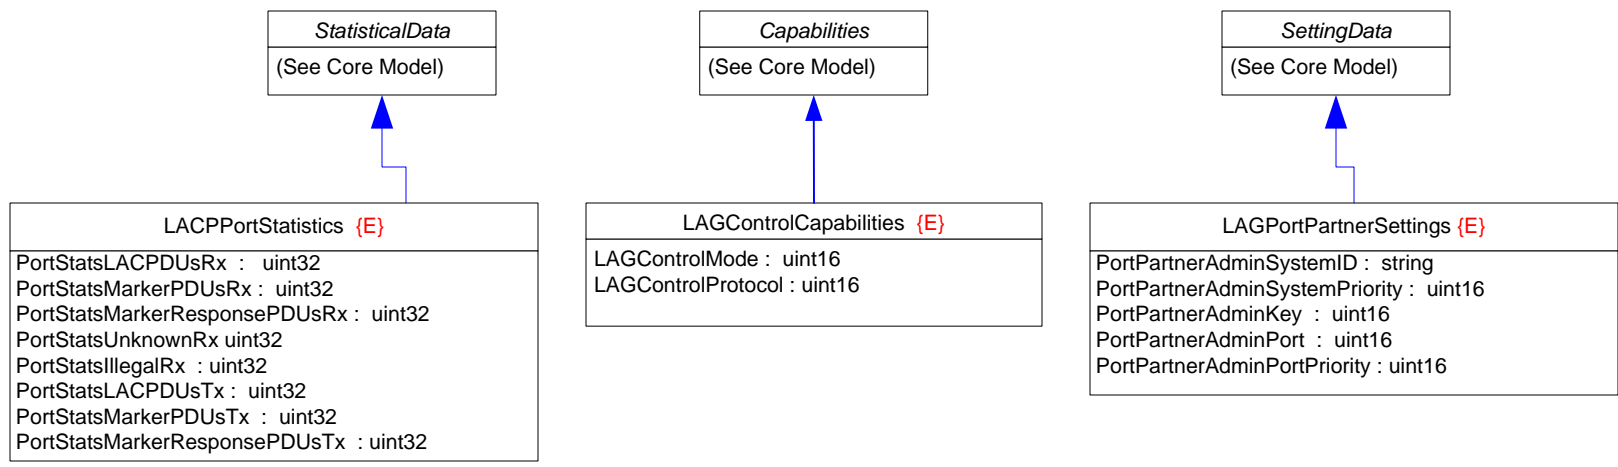 StatisticalData
(See Core Model)
Capabilities
(See Core Model)
SettingData
(See Core Model)
LACPPortStatistics {E}
PortStatsLACPDUsRx : uint32
PortStatsMarkerPDUsRx : uint32
PortStatsMarkerResponsePDUsRx : uint32
PortStatsUnknownRx uint32
PortStatsIllegalRx : uint32
PortStatsLACPDUsTx : uint32
PortStatsMarkerPDUsTx : uint32
PortStatsMarkerResponsePDUsTx : uint32
LAGControlCapabilities {E}
LAGControlMode : uint16
LAGControlProtocol : uint16
LAGPortPartnerSettings {E}
PortPartnerAdminSystemID : string
PortPartnerAdminSystemPriority : uint16
PortPartnerAdminKey : uint16
PortPartnerAdminPort : uint16
PortPartnerAdminPortPriority : uint16